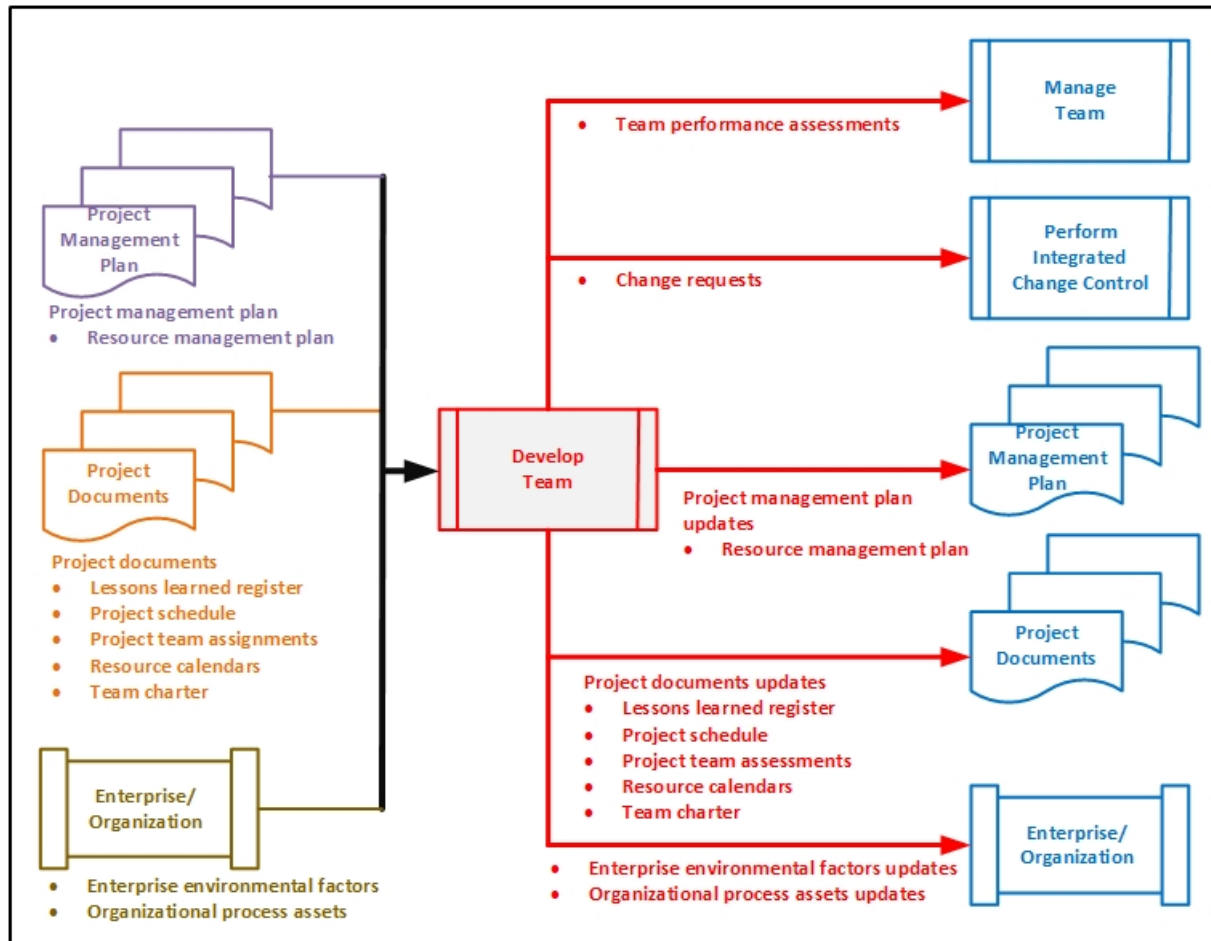 Project
Management
Plan
Project management plan
• Resource management plan
Project
Documents
Project documents
• Lessons learned register
• Project schedule
• Project team assignments
• Resource calendars
• Team charter
Enterprise/
Organization
• Enterprise environmental factors
• Organizational process assets
Develop
Team
• Team performance assessments
Manage
Team
• Change requests
Perform
Integrated
Change Control
Project management plan
updates
• Resource management plan
Project
Management
Plan
Project documents updates
• Lessons learned register
• Project schedule
• Project team assessments
• Resource calendars
• Team charter
Project
Documents
• Enterprise environmental factors updates
• Organizational process assets updates
Enterprise/
Organization